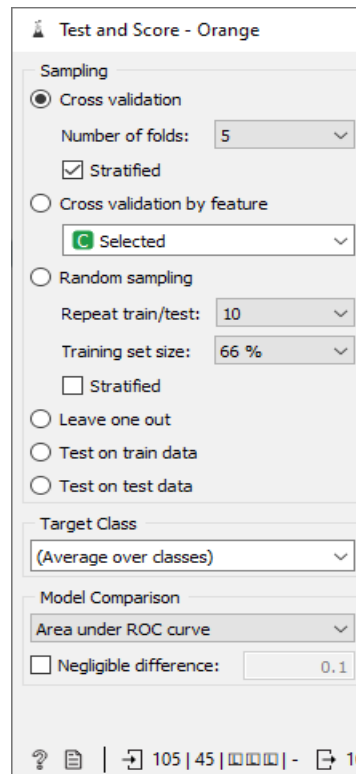 Test and Score - Orange
Sampling
Cross validation
Number of folds: 5
Stratified
Cross validation by feature
C Selected
Random sampling
Repeat train/test: 10
Training set size: 66 %
Stratified
Leave one out
Test on train data
Test on test data
Target Class
(Average over classes)
Model Comparison
Area under ROC curve
Negligible difference: 0.1
? | 105 | 45 | | -